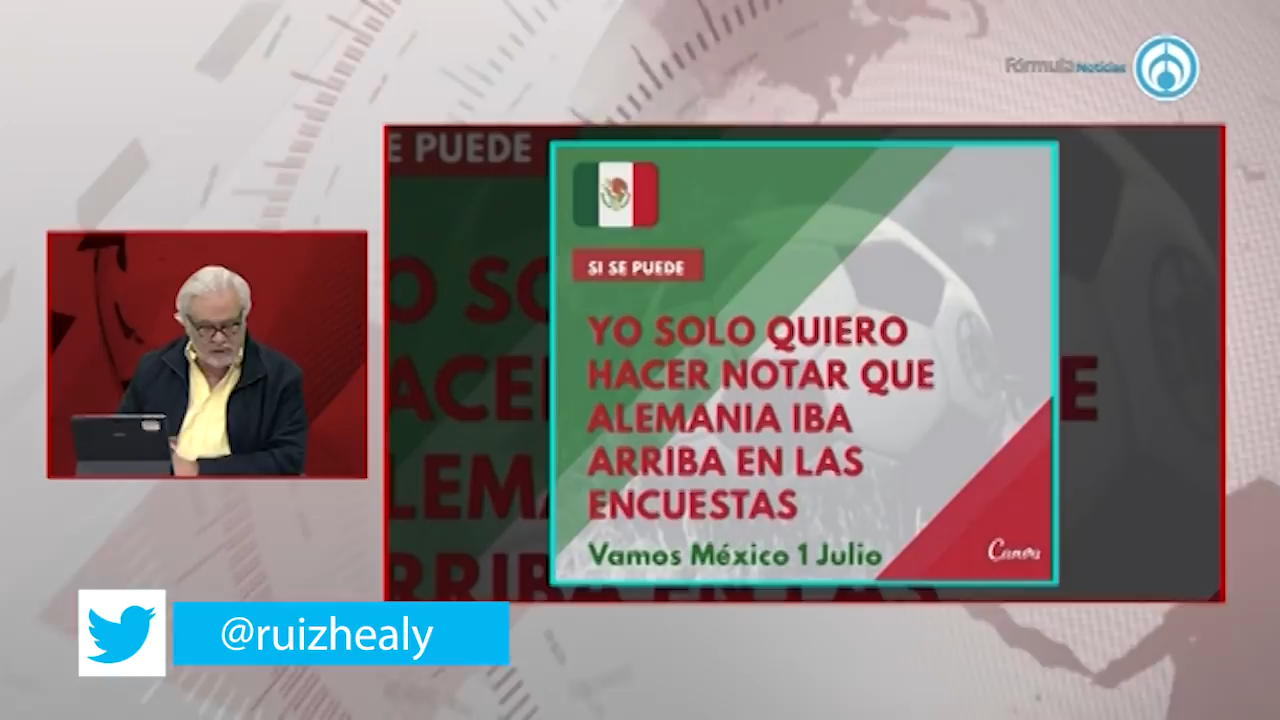 Fórmula Noticias
E PUEDE
SI SE PUEDE
YO SOLO QUIERO
HACER NOTAR QUE
ALEMANIA IBA
ARRIBA EN LAS
ENCUESTAS
Vamos México 1 Julio
Canva
@ruizhealy